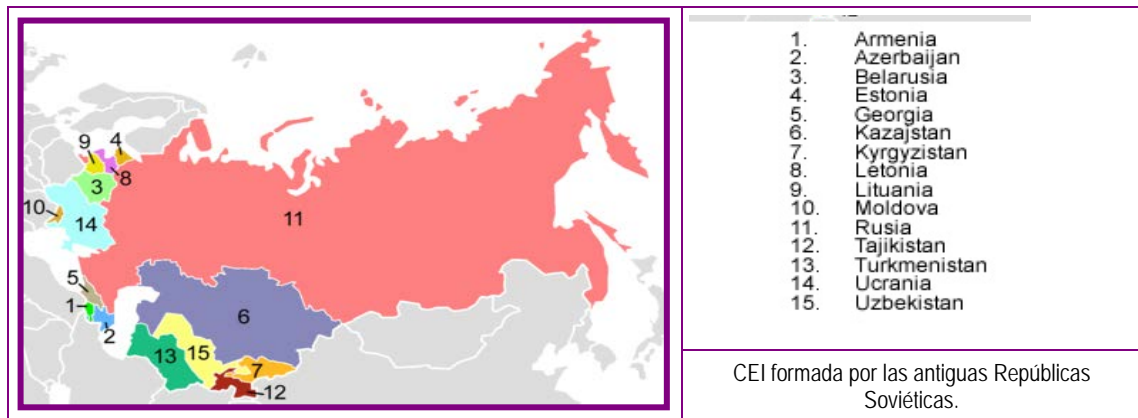 9
4
3
8
10
14
11
5
1
2
6
13
15
7
12
1. Armenia
2. Azerbaijan
3. Belarusia
4. Estonia
5. Georgia
6. Kazajstan
7. Kyrgyzistan
8. Letonia
9. Lituania
10. Moldova
11. Rusia
12. Tajikistan
13. Turkmenistan
14. Ucrania
15. Uzbekistan
CEI formada por las antiguas Repúblicas
Soviéticas.